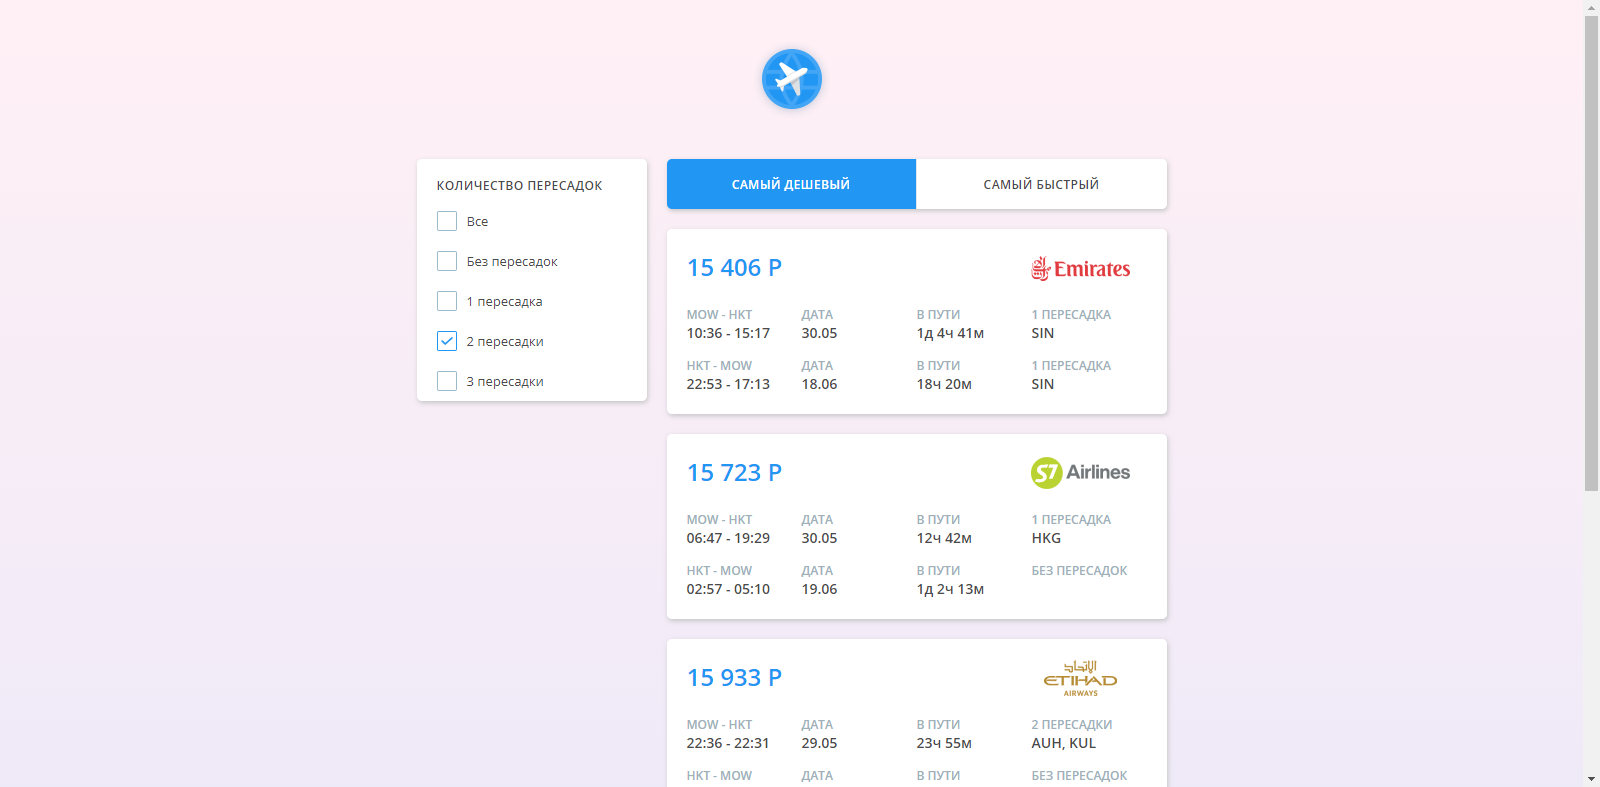 КОЛИЧЕСТВО ПЕРЕСАДОК
Все
Без пересадок
1 пересадка
2 пересадки
3 пересадки
САМЫЙ ДЕШЕВЫЙ САМЫЙ БЫСТРЫЙ
15 406 Р Emirates
MOW - HKT ДАТА В ПУТИ 1 ПЕРЕСАДКА
10:36 - 15:17 30.05 1д 4ч 41м SIN
HKT - MOW ДАТА В ПУТИ 1 ПЕРЕСАДКА
22:53 - 17:13 18.06 18ч 20м SIN
15 723 Р S7 Airlines
MOW - HKT ДАТА В ПУТИ 1 ПЕРЕСАДКА
06:47 - 19:29 30.05 12ч 42м HKG
HKT - MOW ДАТА В ПУТИ БЕЗ ПЕРЕСАДОК
02:57 - 05:10 19.06 1д 2ч 13м
الإتحاد
15 933 Р ETIHAD
AIRWAYS
MOW - HKT ДАТА В ПУТИ 2 ПЕРЕСАДКИ
22:36 - 22:31 29.05 23ч 55м AUH, KUL
HKT - MOW ДАТА В ПУТИ БЕЗ ПЕРЕСАДОК